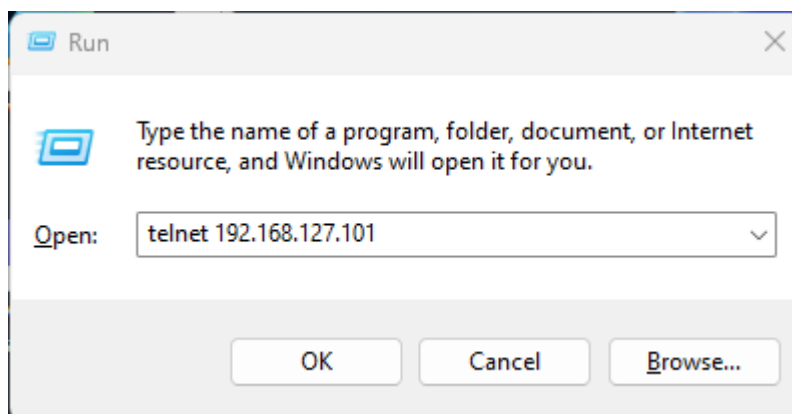 Run
Type the name of a program, folder, document, or Internet
resource, and Windows will open it for you.
Open: telnet 192.168.127.101
OK Cancel Browse...